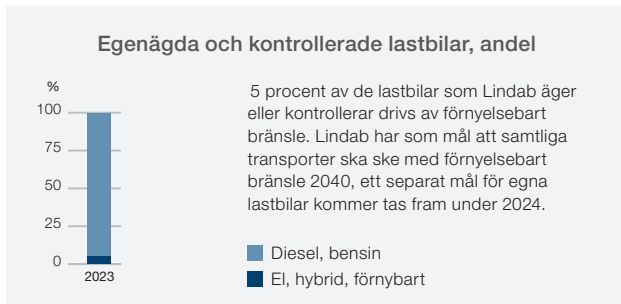 Egenägda och kontrollerade lastbilar, andel
%
100
75
50
25
0
2023
5 procent av de lastbilar som Lindab äger
eller kontrollerar drivs av förnyelsebart
bränsle. Lindab har som mål att samtliga
transporter ska ske med förnyelsebart
bränsle 2040, ett separat mål för egna
lastbilar kommer tas fram under 2024.
Diesel, bensin
El, hybrid, förnybart